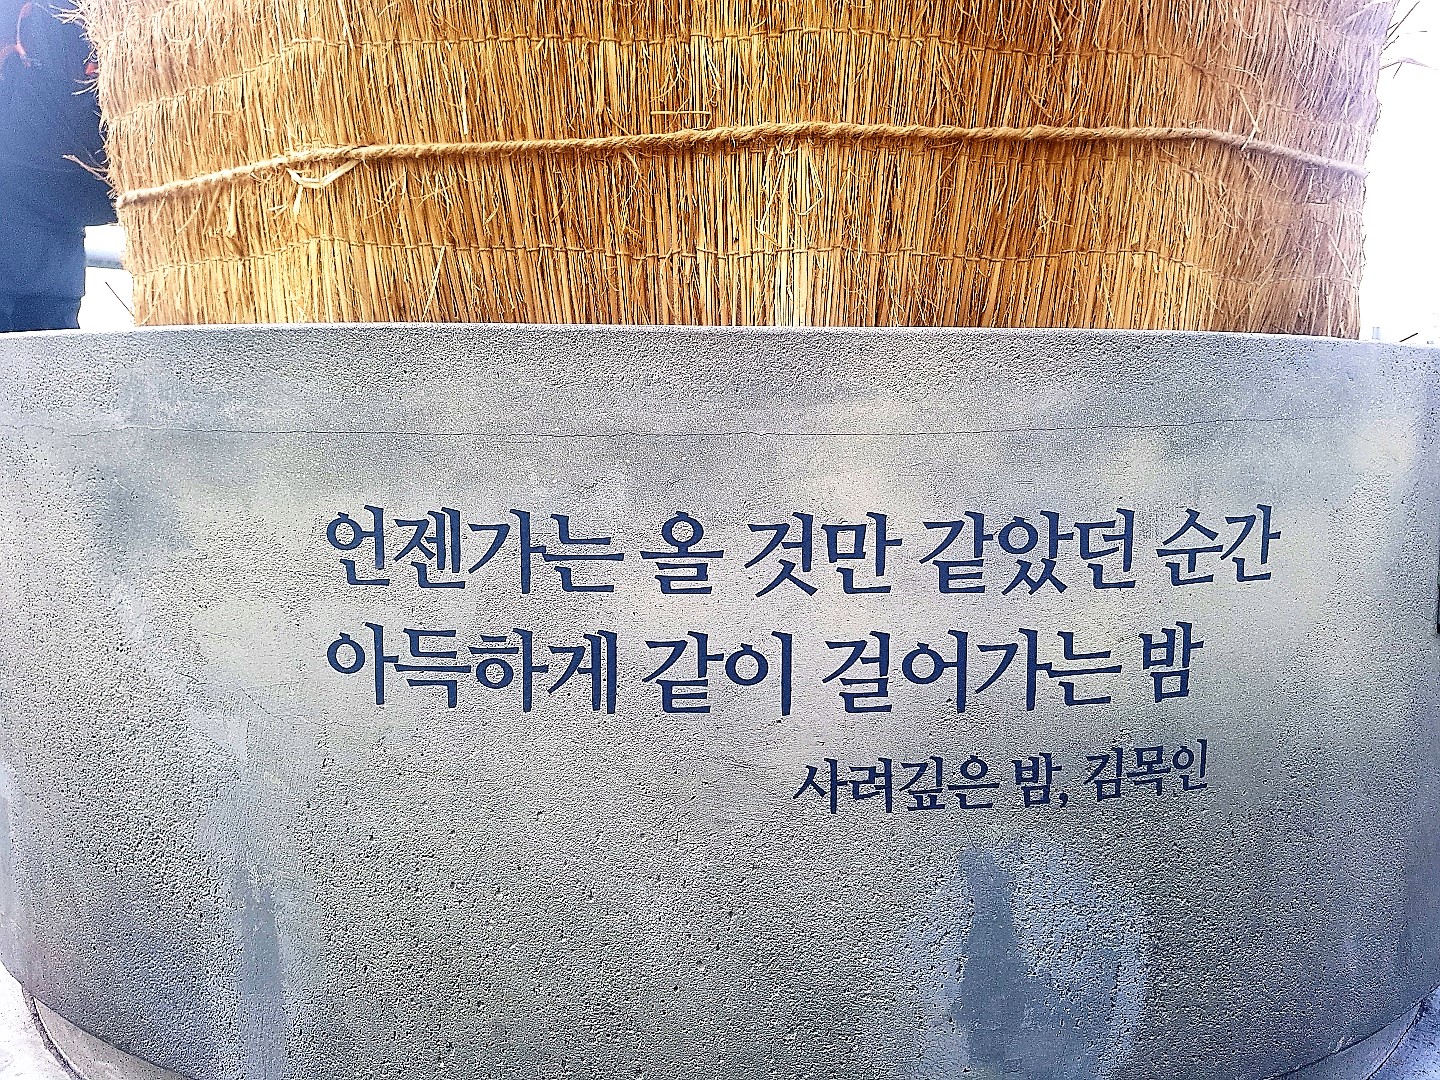 언젠가는 올 것만 같았던 순간
아득하게 같이 걸어가는 밤
사려깊은 밤, 김목인